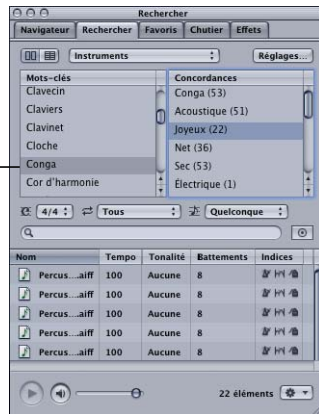 Rechercher
Navigateur Rechercher Favoris Chutier Effets
Instruments Réglages...
Mots-clés Concordances
Clavecin Conga (53)
Claviers Acoustique (51)
Clavinet Joyeux (22)
Cloche Net (36)
Conga Sec (53)
Cor d'harmonie Électrique (1)
4/4 Tous Quelconque
Nom Tempo Tonalité Battements Indices
Percus...aiff 100 Aucune 8
Percus...aiff 100 Aucune 8
Percus...aiff 100 Aucune 8
Percus...aiff 100 Aucune 8
Percus...aiff 100 Aucune 8
22 éléments